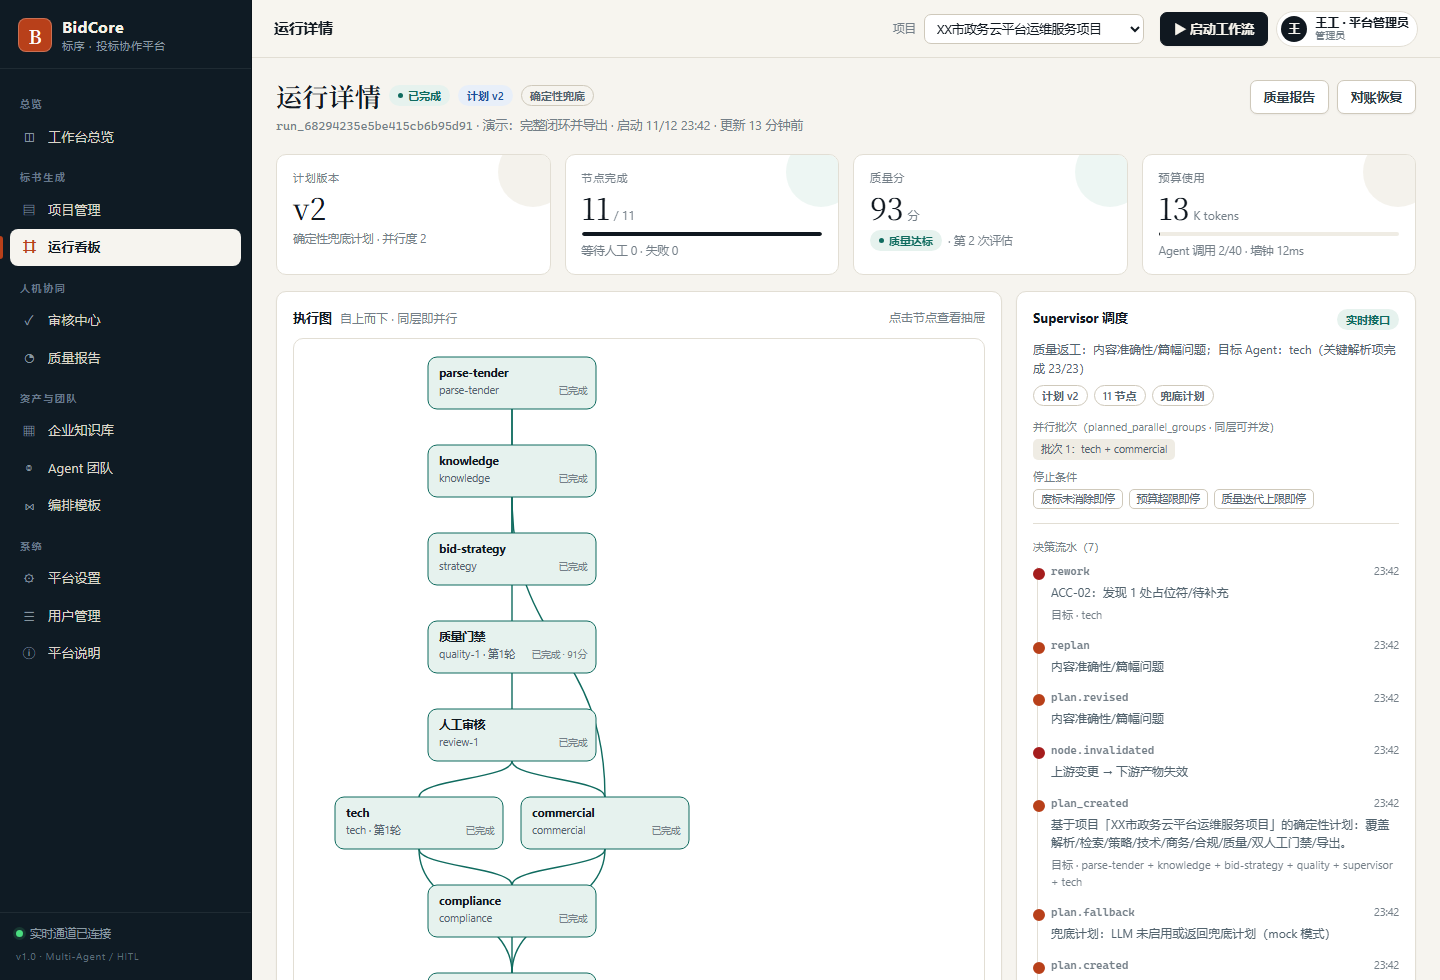 B
BidCore
标序 · 投标协作平台
总览
工作台总览
标书生成
项目管理
运行看板
人机协同
审核中心
质量报告
资产与团队
企业知识库
Agent 团队
编排模板
系统
平台设置
用户管理
平台说明
实时通道已连接
v1.0 · Multi-Agent / HITL
运行详情
项目
XX市政务云平台运维服务项目
▶ 启动工作流
王
王工 · 平台管理员
管理员
运行详情
已完成
计划 v2
确定性兜底
质量报告
对账恢复
run_68294235e5be415cb6b95d91 · 演示：完整闭环并导出 · 启动 11/12 23:42 · 更新 13 分钟前
计划版本
v2
确定性兜底计划 · 并行度 2
节点完成
11 / 11
等待人工 0 · 失败 0
质量分
93 分
质量达标 · 第 2 次评估
预算使用
13 K tokens
Agent 调用 2/40 · 墙钟 12ms
执行图 自上而下 · 同层即并行
点击节点查看抽屉
parse-tender
parse-tender 已完成
knowledge
knowledge 已完成
bid-strategy
strategy 已完成
质量门禁
quality-1 · 第1轮 已完成 · 91分
人工审核
review-1 已完成
tech
tech · 第1轮 已完成
commercial
commercial 已完成
compliance
compliance 已完成
Supervisor 调度
实时接口
质量返工：内容准确性/篇幅问题；目标 Agent：tech（关键解析项完
成 23/23）
计划 v2
11 节点
兜底计划
并行批次（planned_parallel_groups · 同层可并发）
批次 1：tech + commercial
停止条件
废标未消除即停
预算超限即停
质量迭代上限即停
决策流水（7）
rework 23:42
ACC-02：发现 1 处占位符/待补充
目标 · tech
replan 23:42
内容准确性/篇幅问题
plan.revised 23:42
内容准确性/篇幅问题
node.invalidated 23:42
上游变更 → 下游产物失效
plan_created 23:42
基于项目「XX市政务云平台运维服务项目」的确定性计划：覆盖
解析/检索/策略/技术/商务/合规/质量/双人工门禁/导出。
目标 · parse-tender + knowledge + bid-strategy + quality + supervisor
+ tech
plan.fallback 23:42
兜底计划：LLM 未启用或返回兜底计划（mock 模式）
plan.created 23:42